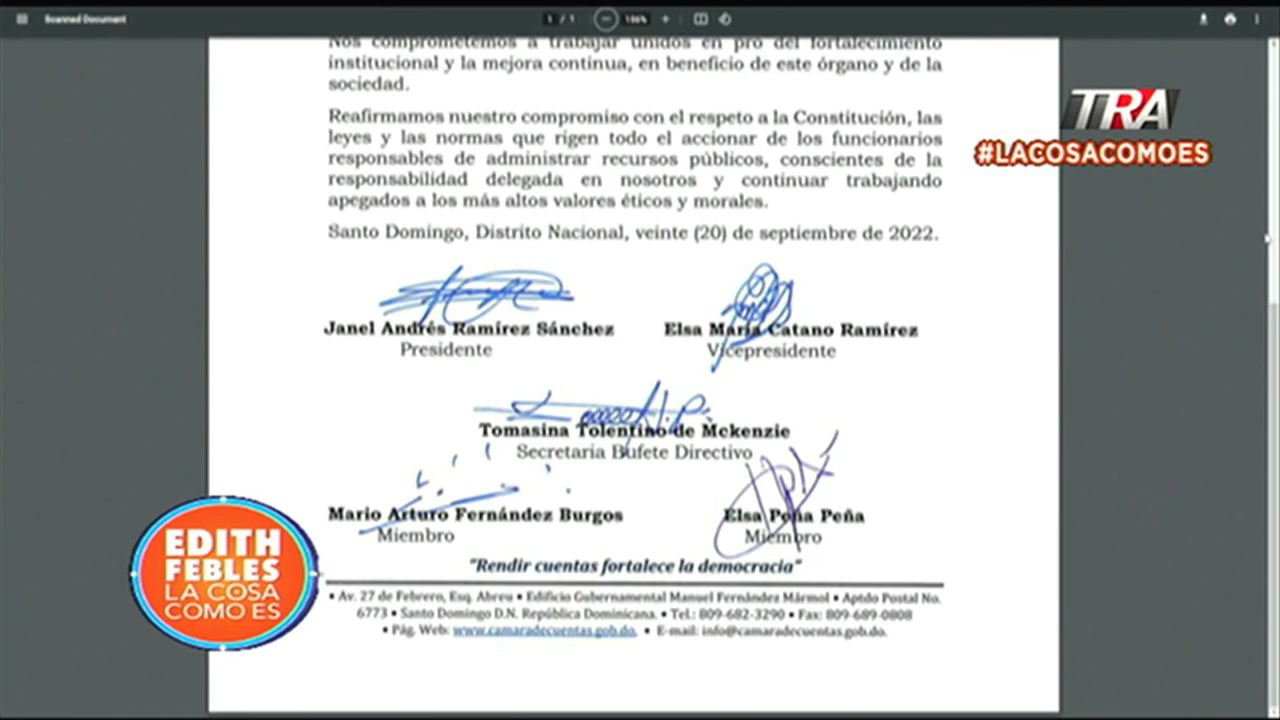 Scanned Document
1 / 1
186%
Nos comprometemos a trabajar unidos en pro del fortalecimiento
institucional y la mejora continua, en beneficio de este órgano y de la
sociedad.
Reafirmamos nuestro compromiso con el respeto a la Constitución, las
leyes y las normas que rigen todo el accionar de los funcionarios
responsables de administrar recursos públicos, conscientes de la
responsabilidad delegada en nosotros y continuar trabajando
apegados a los más altos valores éticos y morales.
Santo Domingo, Distrito Nacional, veinte (20) de septiembre de 2022.
Janel Andrés Ramírez Sánchez
Presidente
Elsa María Catano Ramírez
Vicepresidente
Tomasina Tolentino de Mckenzie
Secretaria Bufete Directivo
Mario Arturo Fernández Burgos
Miembro
Elsa Peña Peña
Miembro
"Rendir cuentas fortalece la democracia"
• Av. 27 de Febrero, Esq. Abreu • Edificio Gubernamental Manuel Fernández Mármol • Aptdo Postal No.
6773 • Santo Domingo D.N. República Dominicana. • Tel.: 809-682-3290 • Fax: 809-689-0808
• Pág. Web: www.camaradecuentas.gob.do. • E-mail: info@camaradecuentas.gob.do.
TRA
#LACOSACOMOES
EDITH
FEBLES
LA COSA
COMO ES